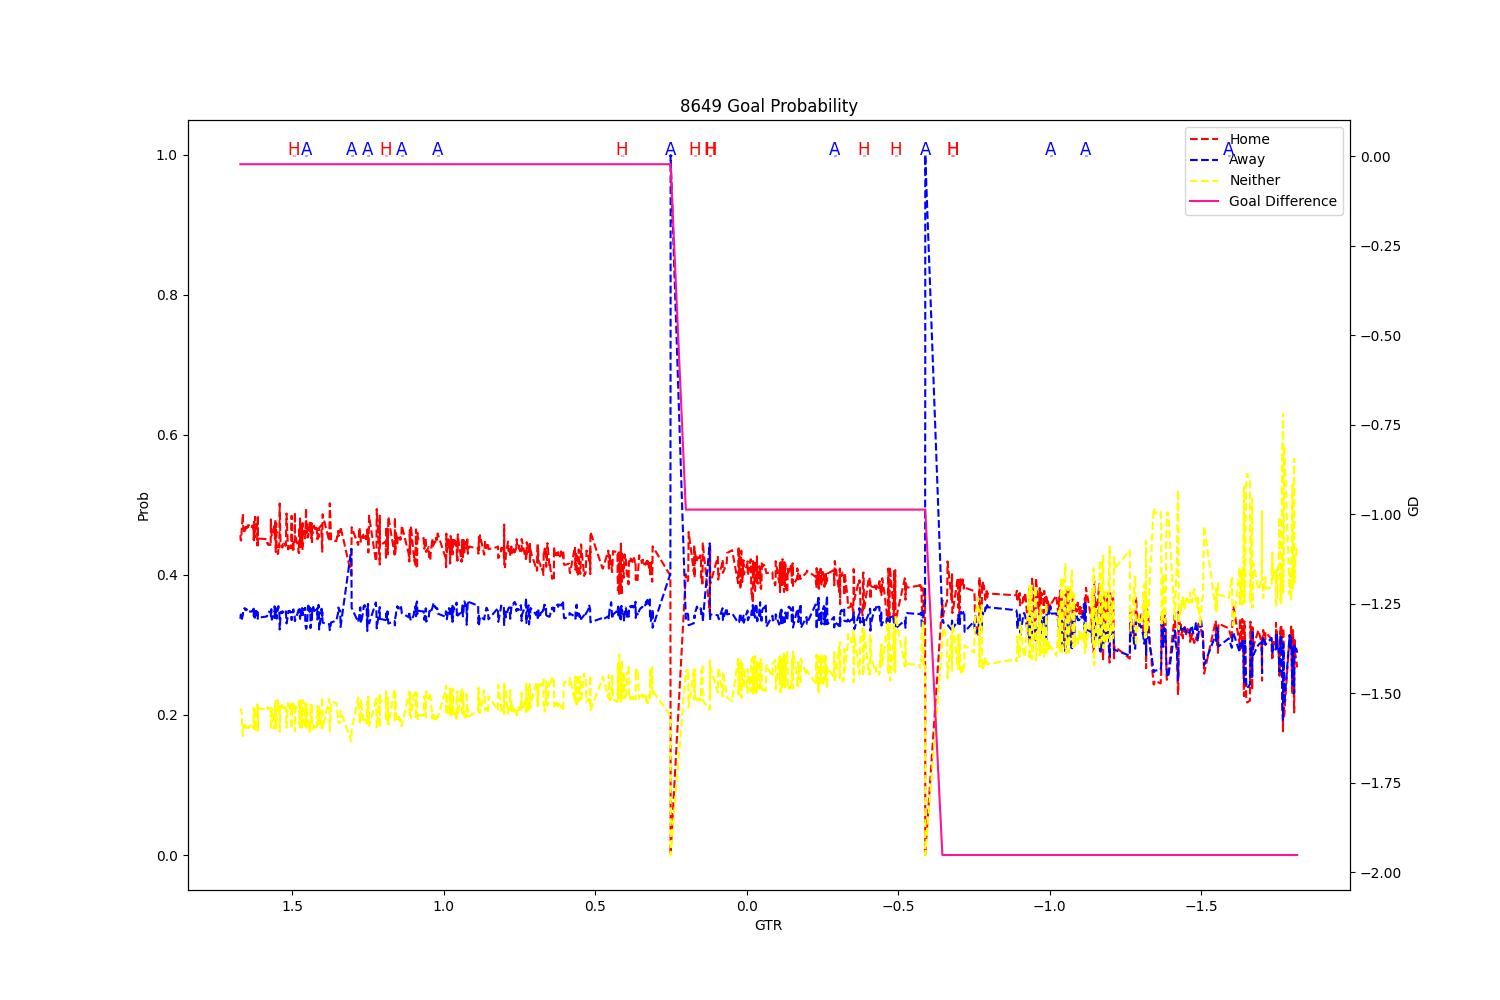 8649 Goal Probability
H A A A H A A H A H H A H H A H A A A
Home
Away
Neither
Goal Difference
1.0
0.8
0.6
0.4
0.2
0.0
Prob
0.00
−0.25
−0.50
−0.75
−1.00
−1.25
−1.50
−1.75
−2.00
GD
1.5 1.0 0.5 0.0 −0.5 −1.0 −1.5
GTR